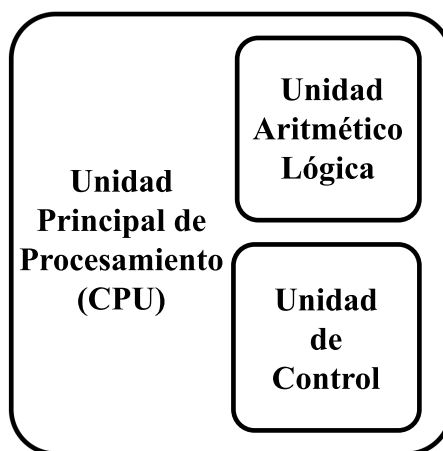 Unidad
Principal de
Procesamiento
(CPU)
Unidad
Aritmético
Lógica
Unidad
de
Control